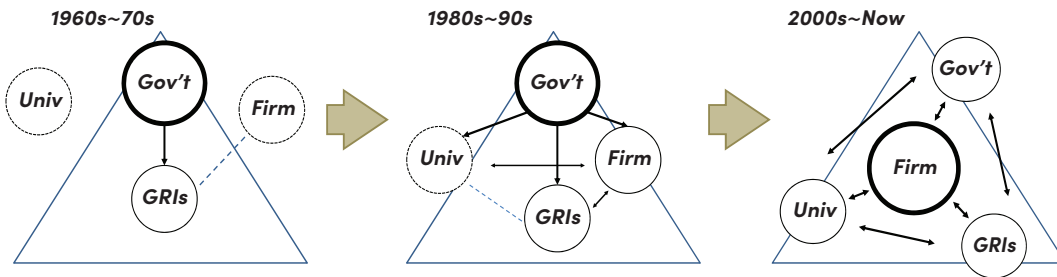 1960s~70s
Gov't
Univ
Firm
GRIs
1980s~90s
Gov't
Univ
Firm
GRIs
2000s~Now
Gov't
Firm
Univ
GRIs